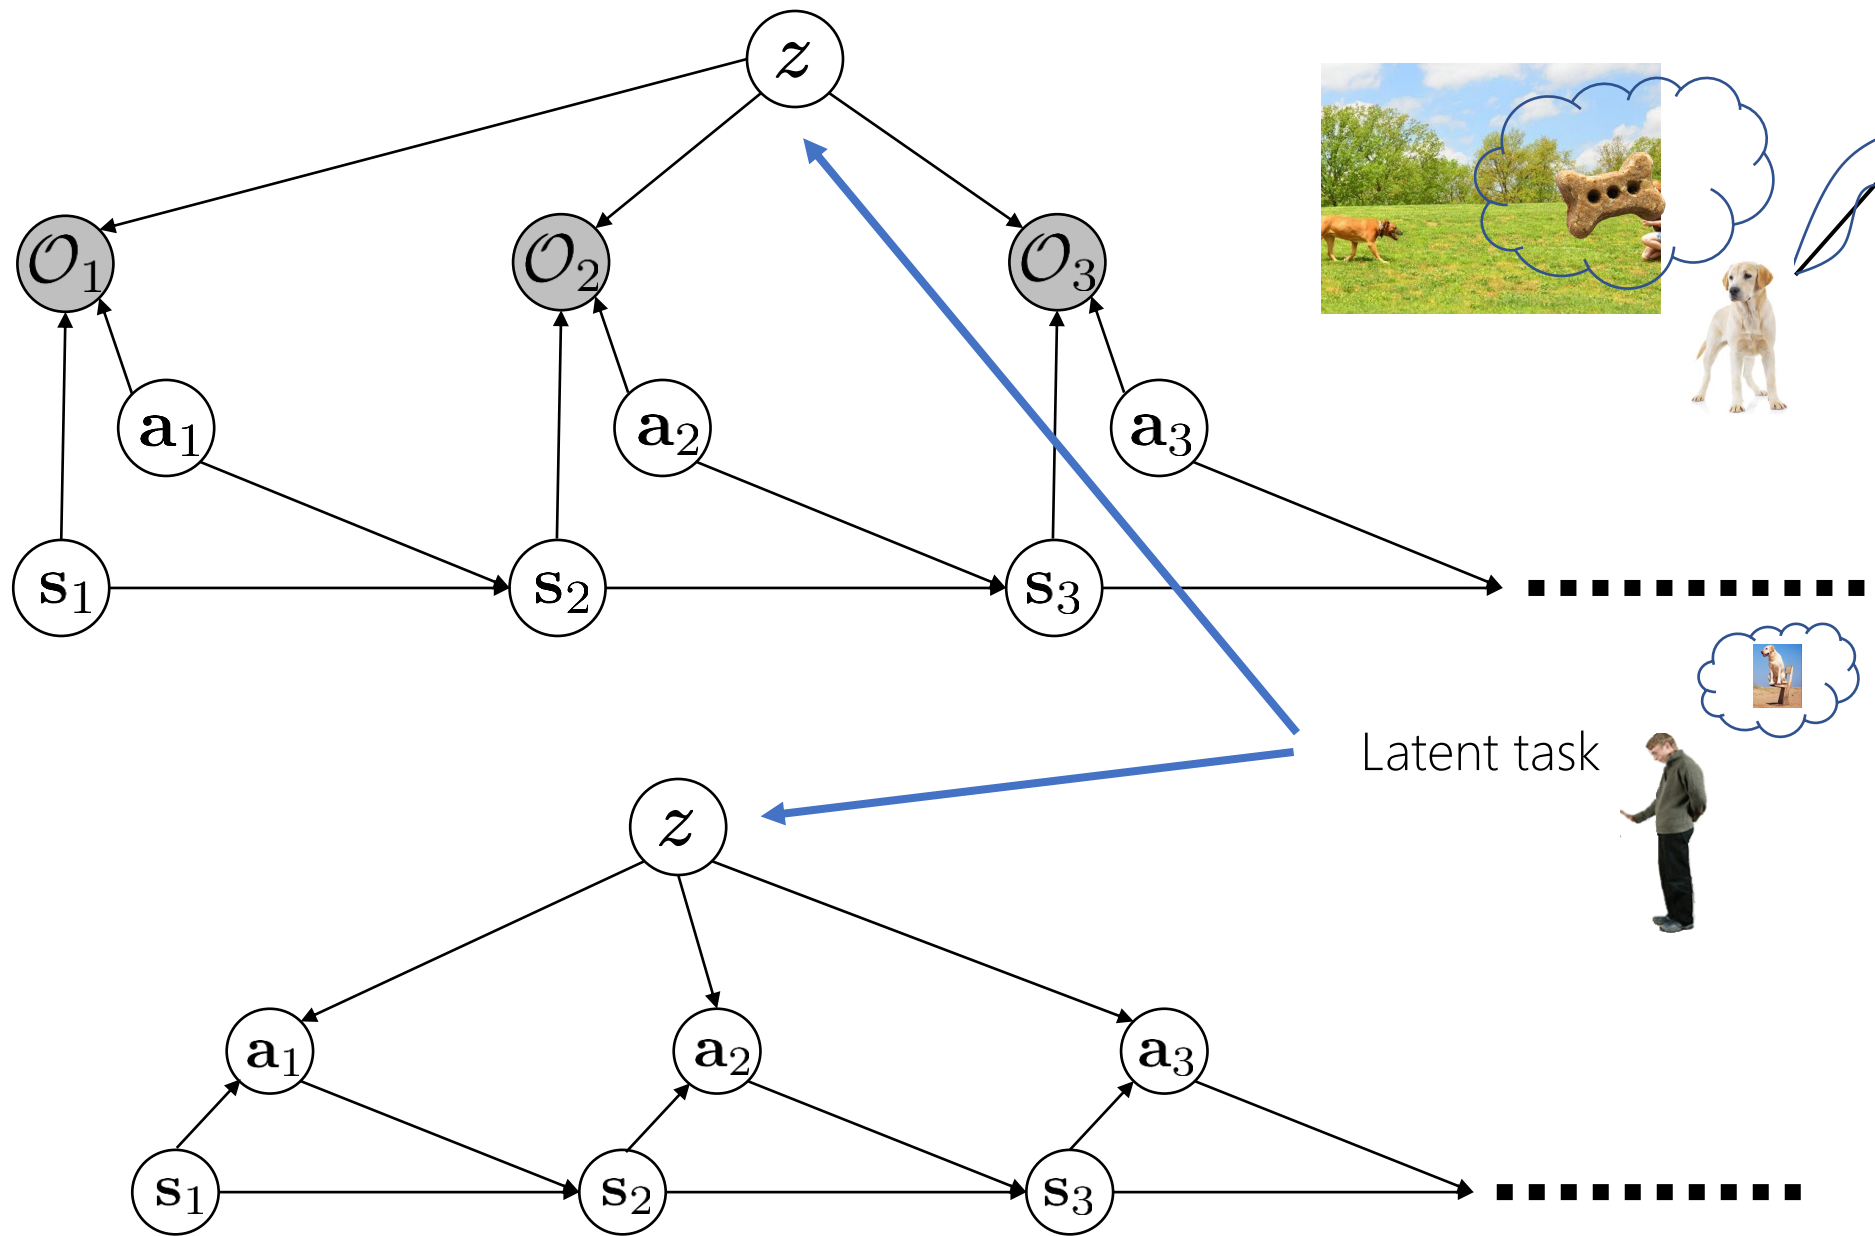 z
𝒪₁ 𝒪₂ 𝒪₃
a₁ a₂ a₃
s₁ s₂ s₃
Latent task
z
a₁ a₂ a₃
s₁ s₂ s₃